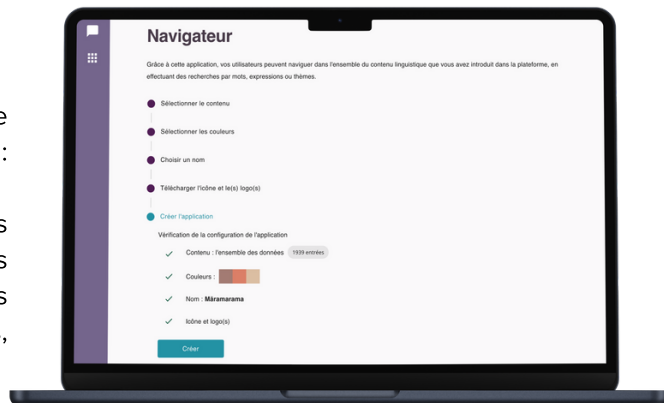 Navigateur
Grâce à cette application, vos utilisateurs peuvent naviguer dans l'ensemble du contenu linguistique que vous avez introduit dans la plateforme, en
effectuant des recherches par mots, expressions ou thèmes.
Sélectionner le contenu
Sélectionner les couleurs
Choisir un nom
Télécharger l'icône et le(s) logo(s)
Créer l'application
Vérification de la configuration de l'application
Contenu : l'ensemble des données 1939 entrées
Couleurs :
Nom : Māramarama
Icône et logo(s)
Créer